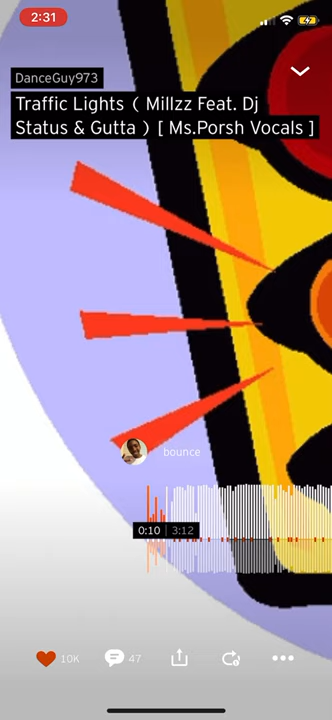 2:31
DanceGuy973
Traffic Lights ( Millzz Feat. Dj
Status & Gutta ) [ Ms.Porsh Vocals ]
bounce
0:10 | 3:12
10K
47